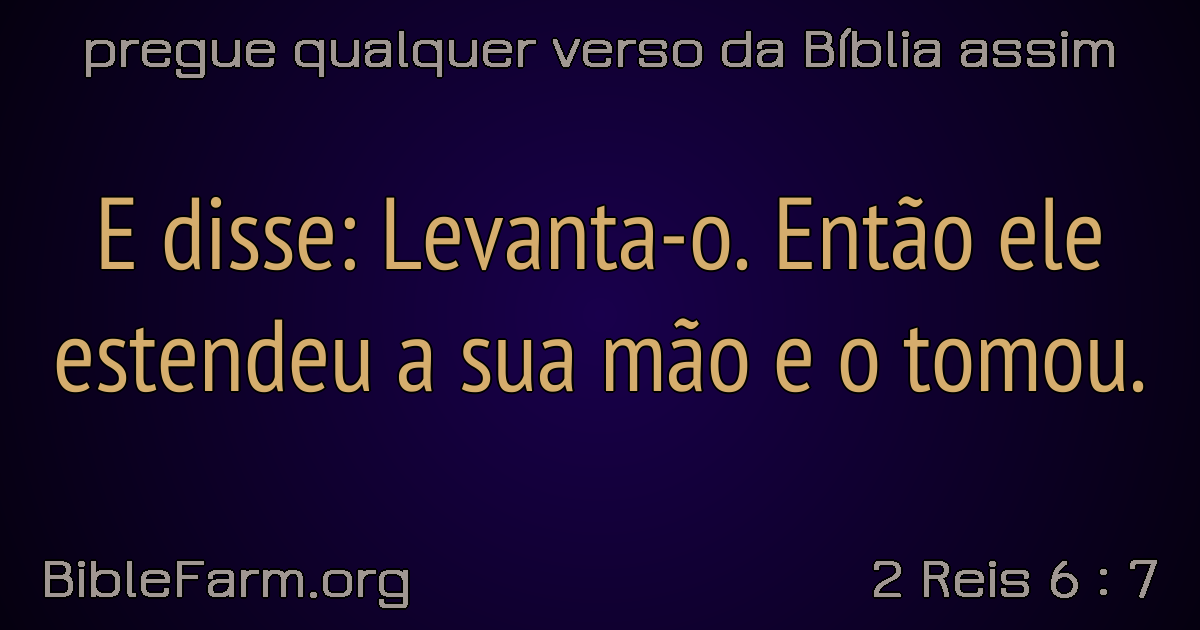 pregue qualquer verso da Bíblia assim
E disse: Levanta-o. Então ele
estendeu a sua mão e o tomou.
BibleFarm.org
2 Reis 6 : 7